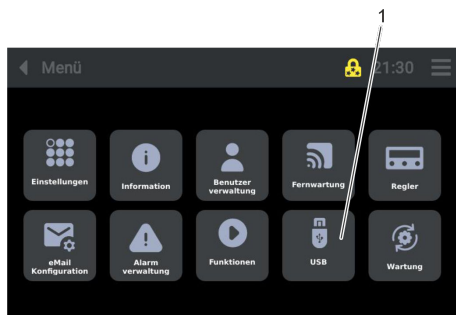 1
Menü
21:30
Einstellungen
Information
Benutzer
verwaltung
Fernwartung
Regler
eMail
Konfiguration
Alarm
verwaltung
Funktionen
USB
Wartung